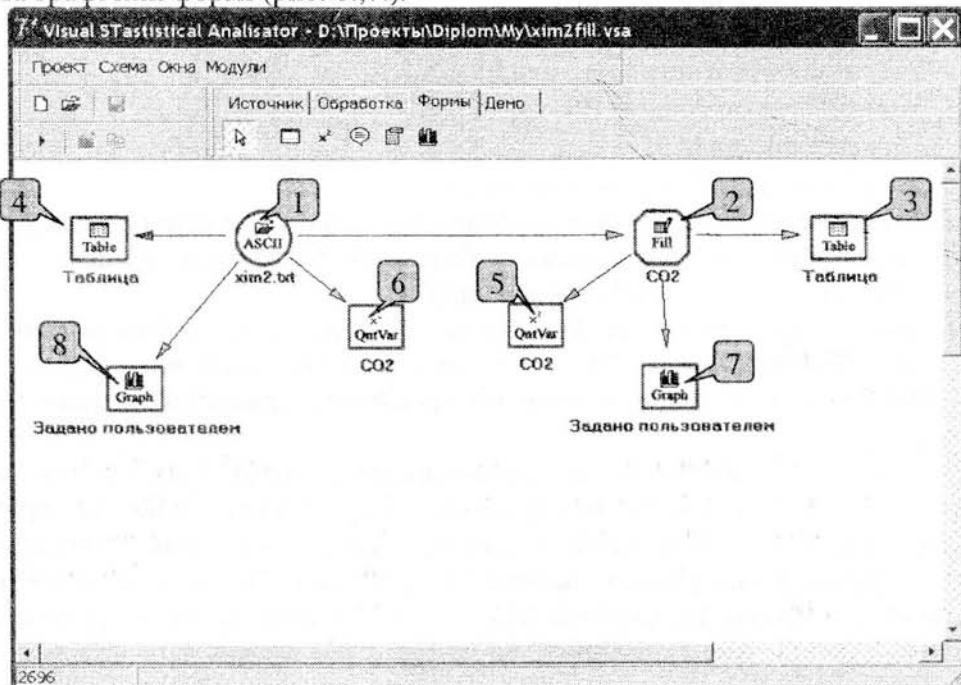 Visual STastistical Analisator - D:\Проекты\Diplom\My\xim2fill.vsa
Проект Схема Окна Модули
Источник Обработка Формы Демо
4 1 2 3
Table ASCII Fill Table
Таблица xim2.txt CO2 Таблица
6 5
QntVar QntVar
CO2 CO2
8 7
Graph Graph
Задано пользователем Задано пользователем
2696